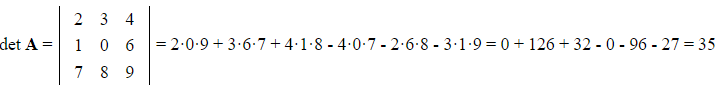 2 3 4
det A = 1 0 6 = 2·0·9 + 3·6·7 + 4·1·8 - 4·0·7 - 2·6·8 - 3·1·9 = 0 + 126 + 32 - 0 - 96 - 27 = 35
7 8 9